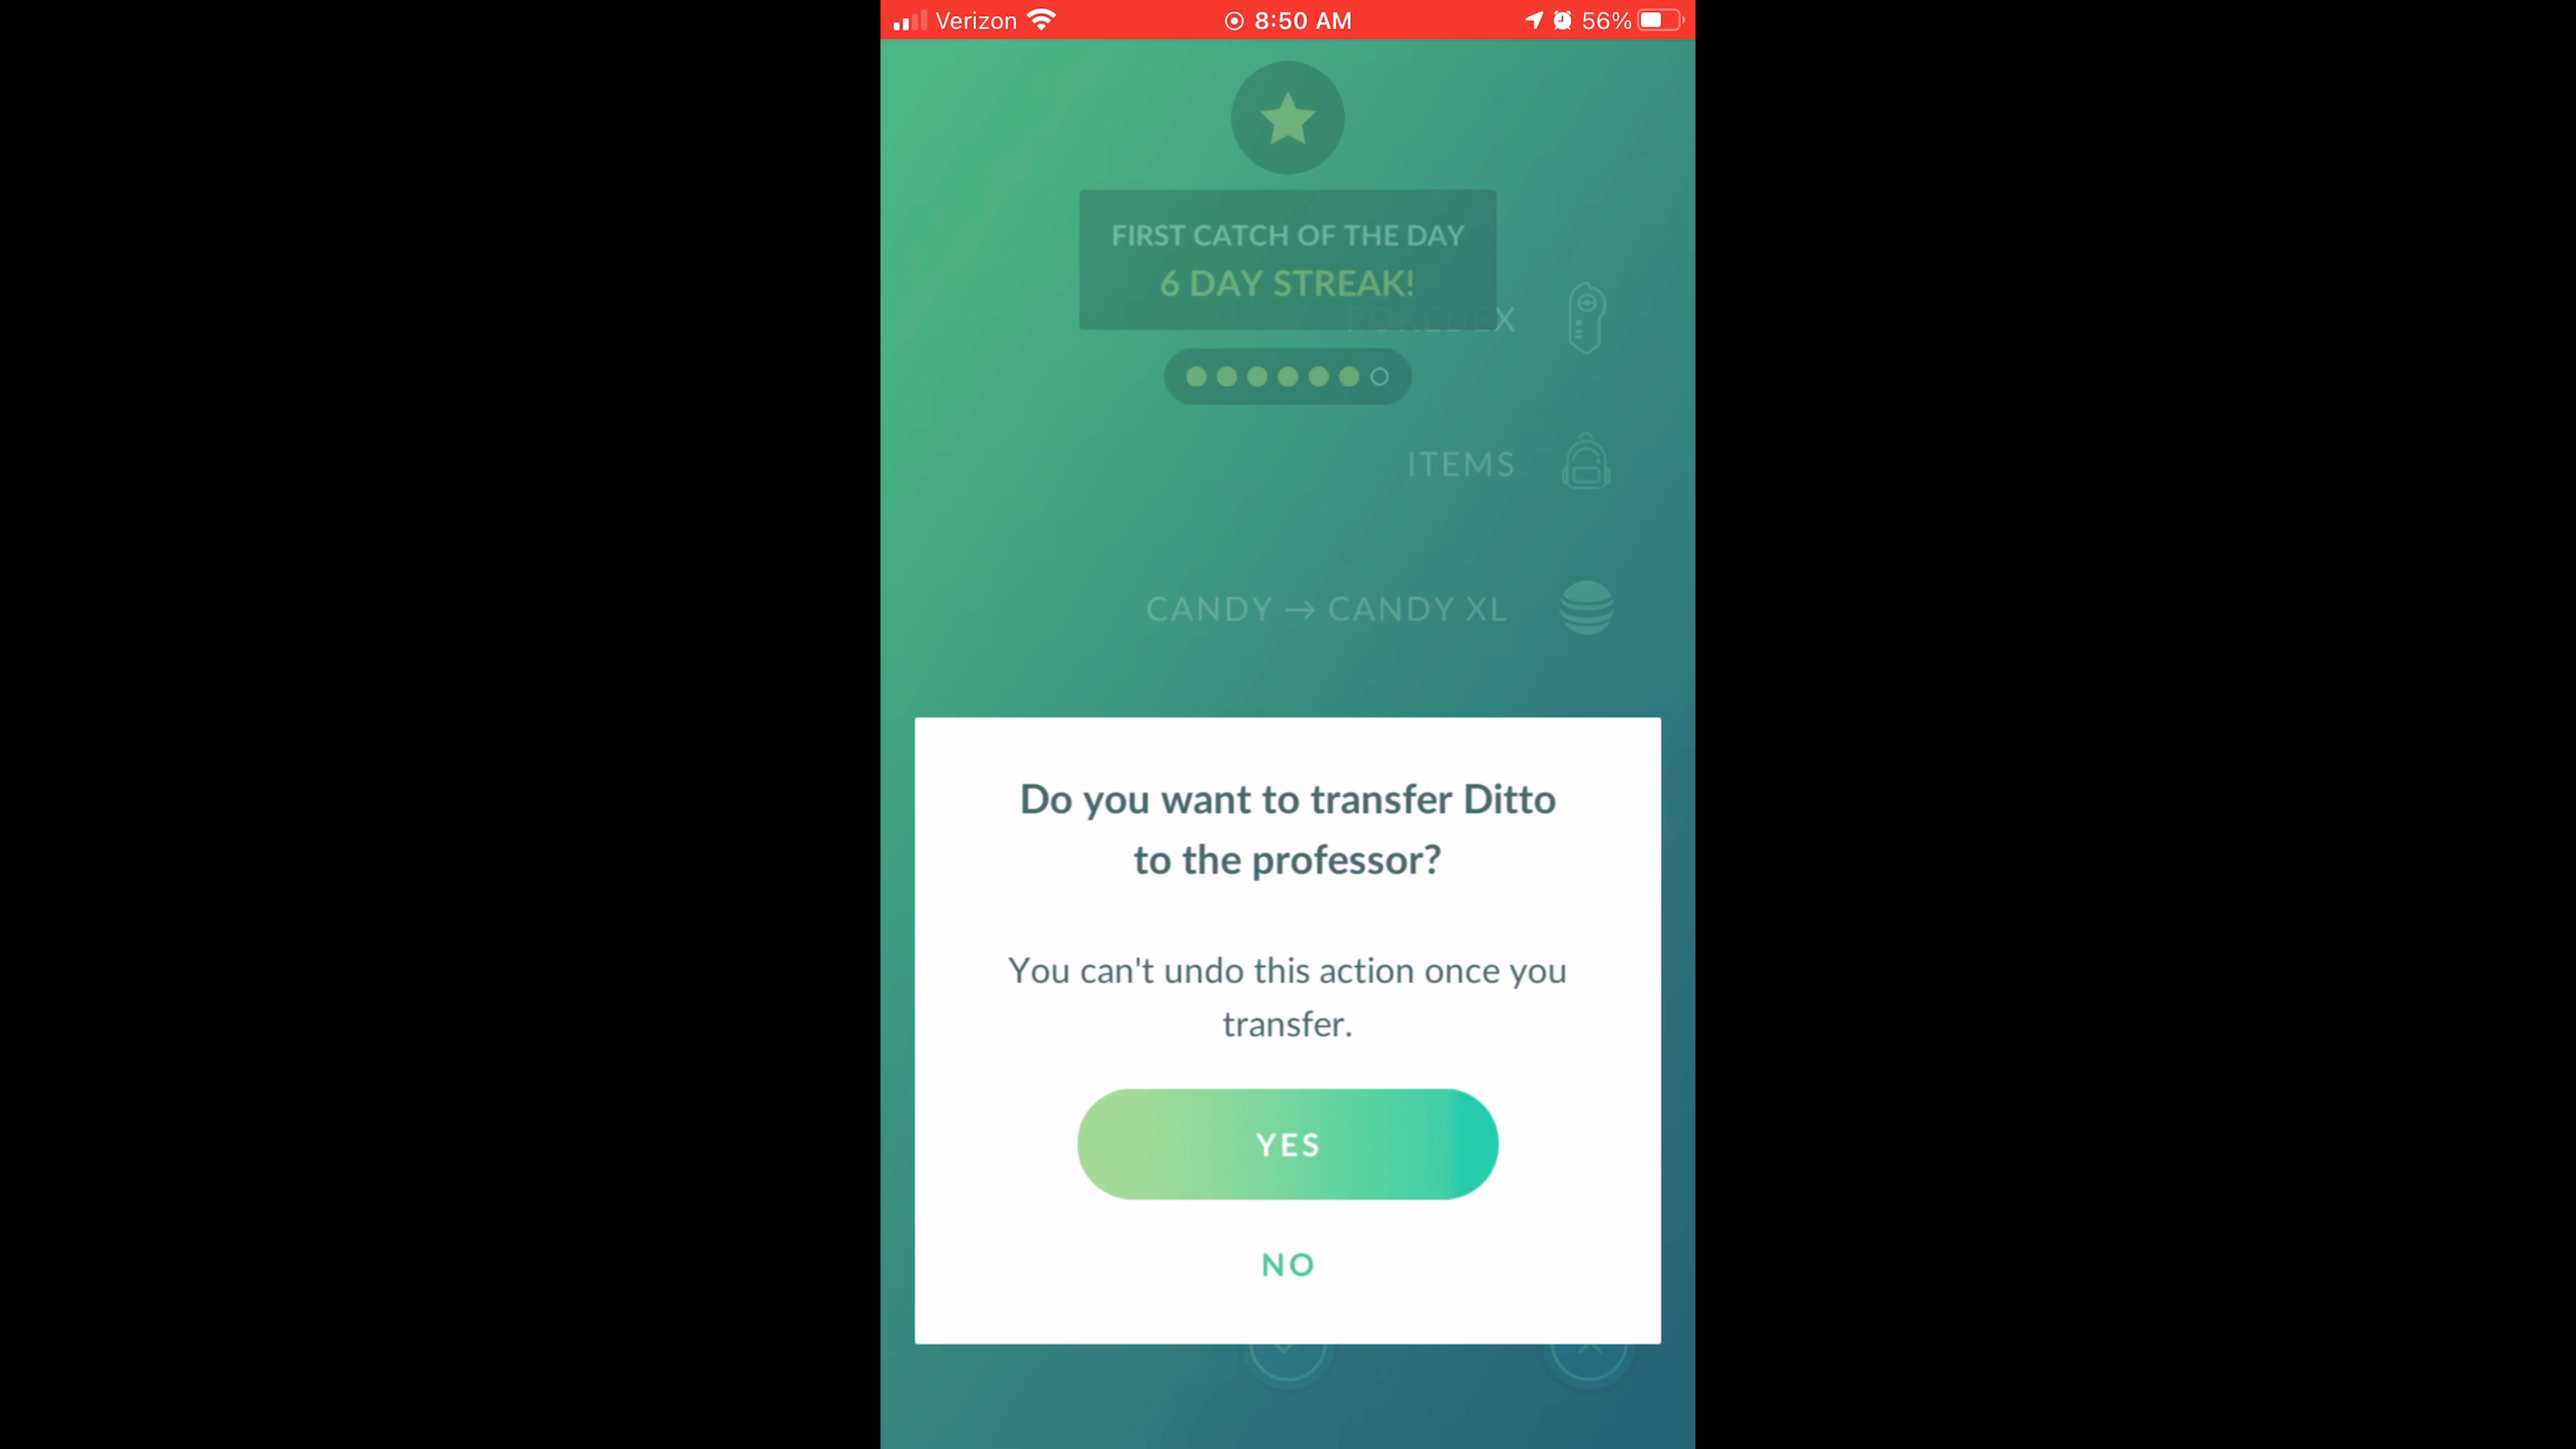 Verizon 8:50 AM 56%
FIRST CATCH OF THE DAY
6 DAY STREAK!
POKÉDEX
ITEMS
CANDY → CANDY XL
Do you want to transfer Ditto
to the professor?
You can't undo this action once you
transfer.
YES
NO